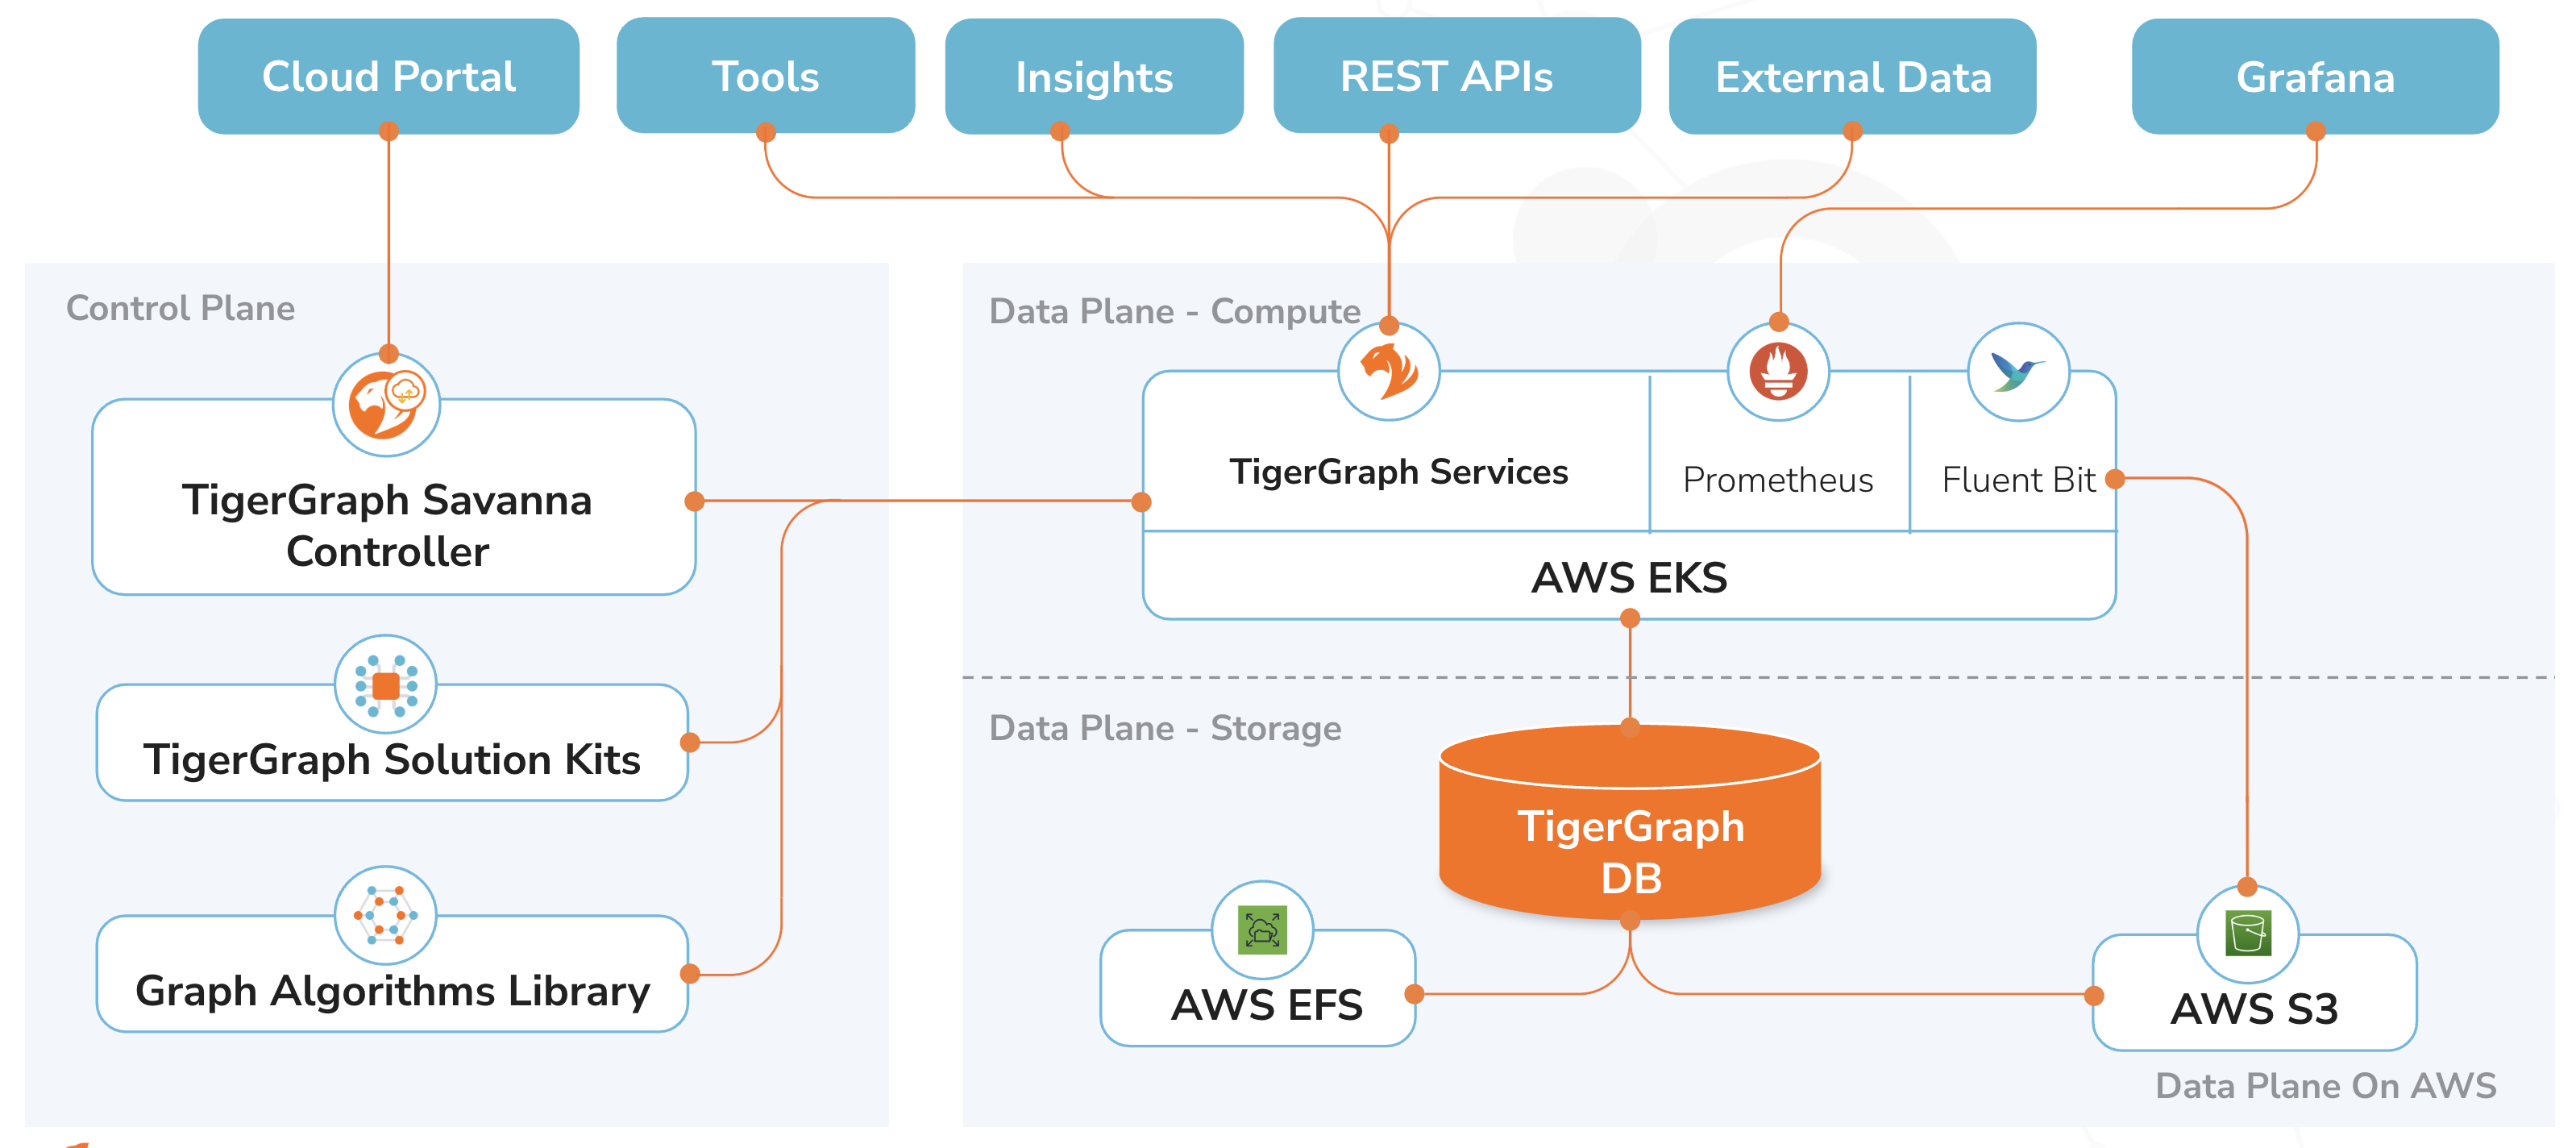 Cloud Portal
Tools
Insights
REST APIs
External Data
Grafana
Control Plane
TigerGraph Savanna
Controller
TigerGraph Solution Kits
Graph Algorithms Library
Data Plane - Compute
TigerGraph Services
Prometheus
Fluent Bit
AWS EKS
Data Plane - Storage
TigerGraph
DB
AWS EFS
AWS S3
Data Plane On AWS